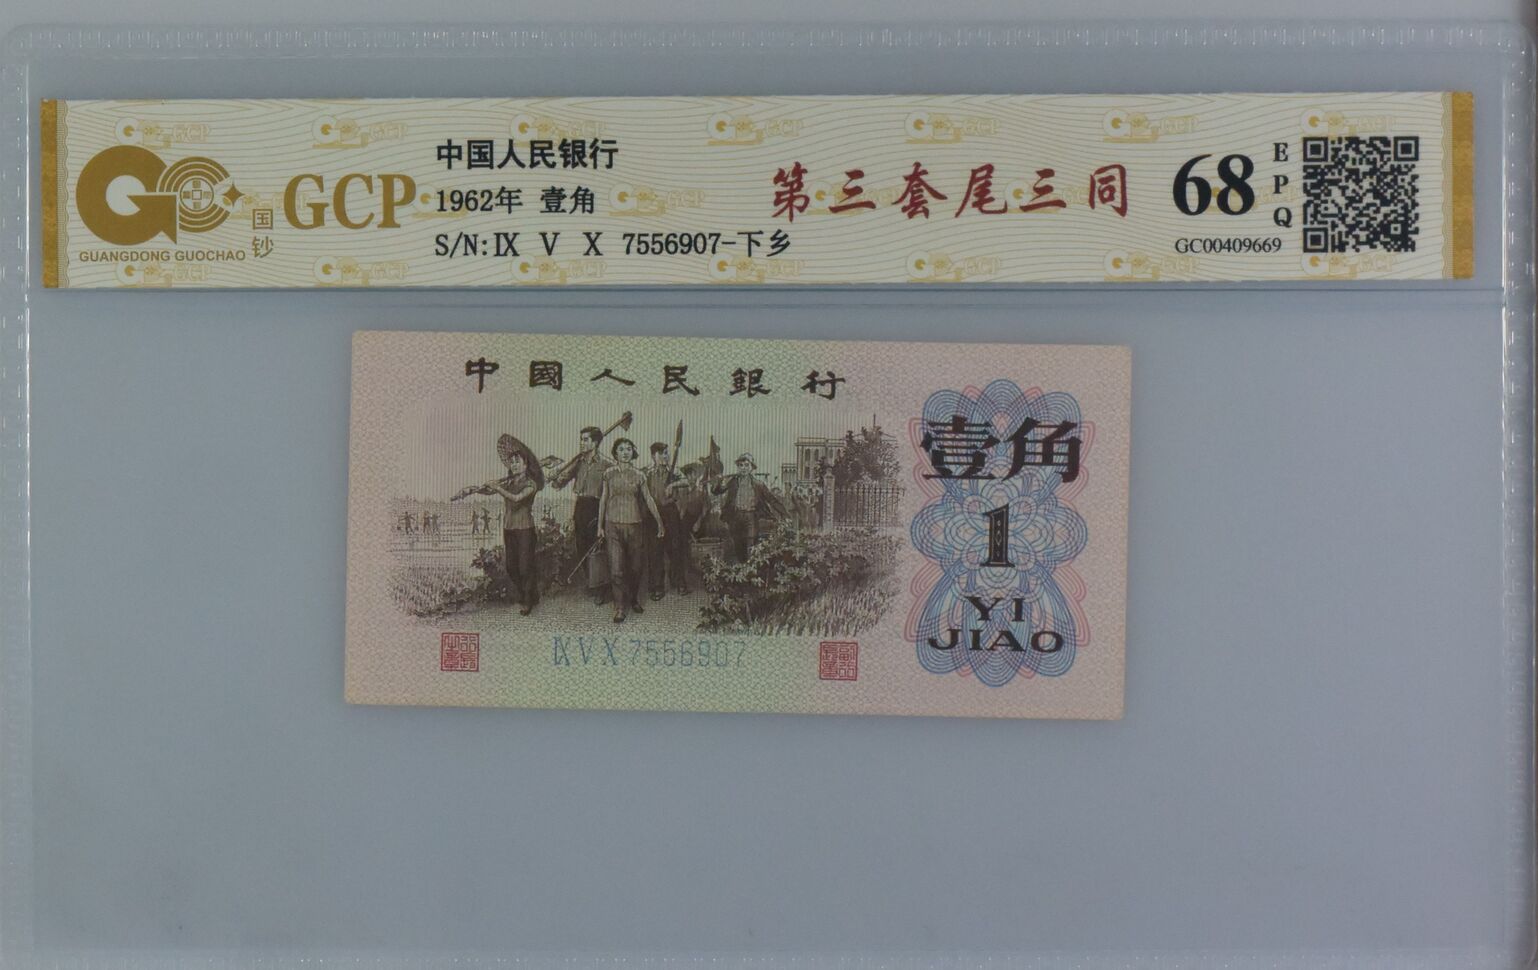 中国人民银行
1962年 壹角
S/N:Ⅸ Ⅴ Ⅹ 7556907-下乡
GCP
国钞
GUANGDONG GUOCHAO
第三套尾三同
68
EPQ
GC00409669
中國人民銀行
壹角
1
YI
JIAO
ⅨⅤⅩ7556907